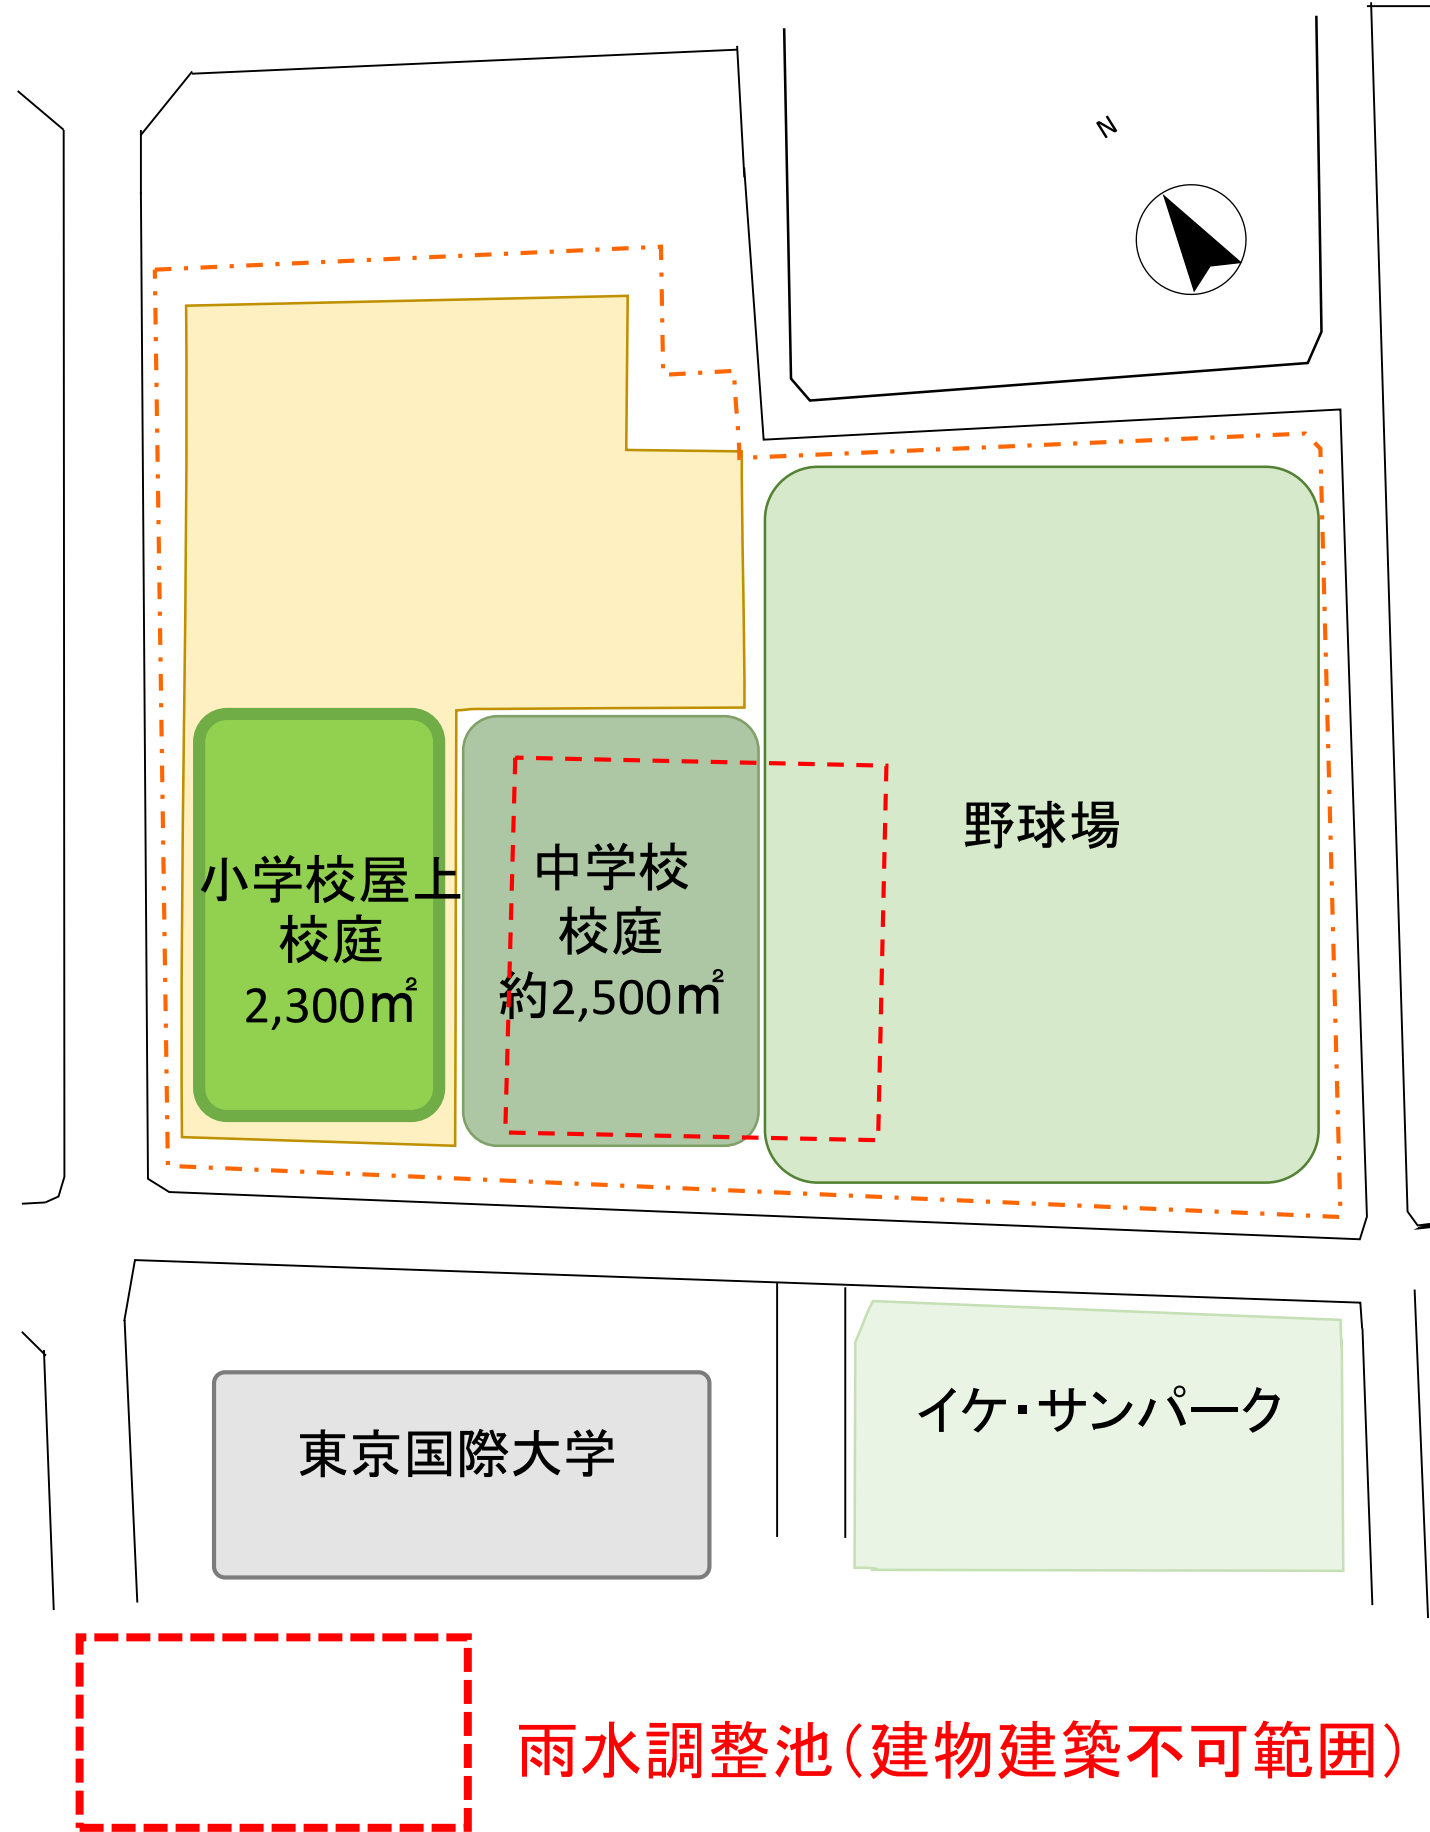 N
野球場
小学校屋上
校庭
2,300㎡
中学校
校庭
約2,500㎡
東京国際大学
イケ・サンパーク
雨水調整池（建物建築不可範囲）